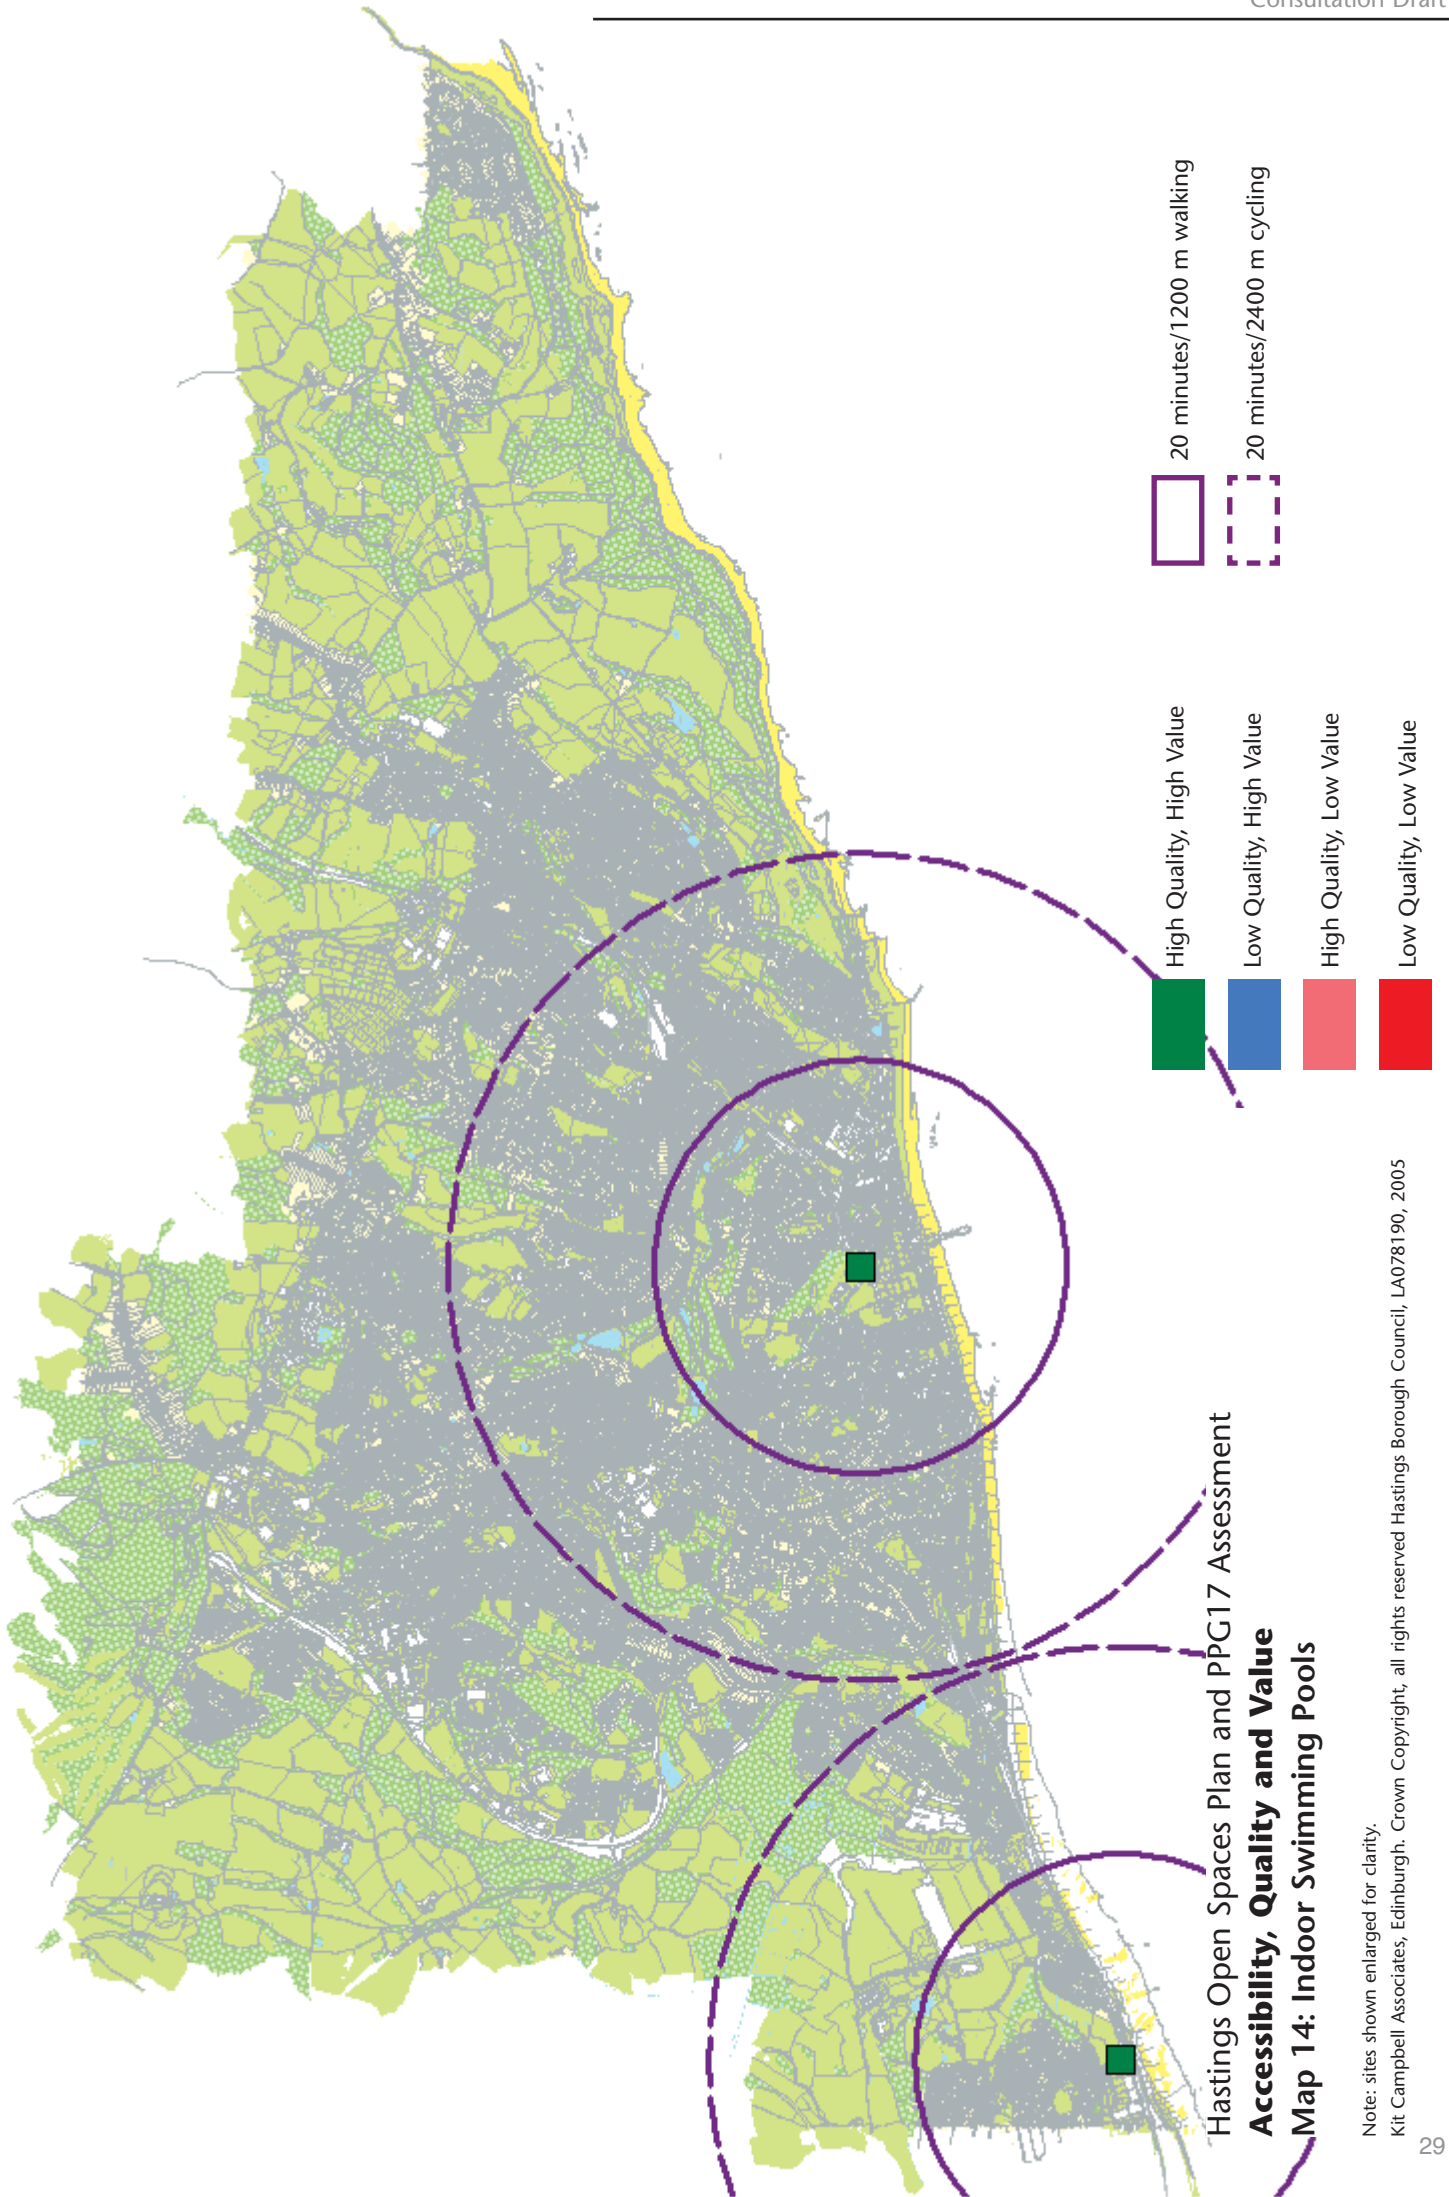 Consultation Draft
20 minutes/1200 m walking
20 minutes/2400 m cycling
High Quality, High Value
Low Quality, High Value
High Quality, Low Value
Low Quality, Low Value
Hastings Open Spaces Plan and PPG17 Assessment
Accessibility, Quality and Value
Map 14: Indoor Swimming Pools
Note: sites shown enlarged for clarity.
Kit Campbell Associates, Edinburgh. Crown Copyright, all rights reserved Hastings Borough Council, LA078190, 2005
29